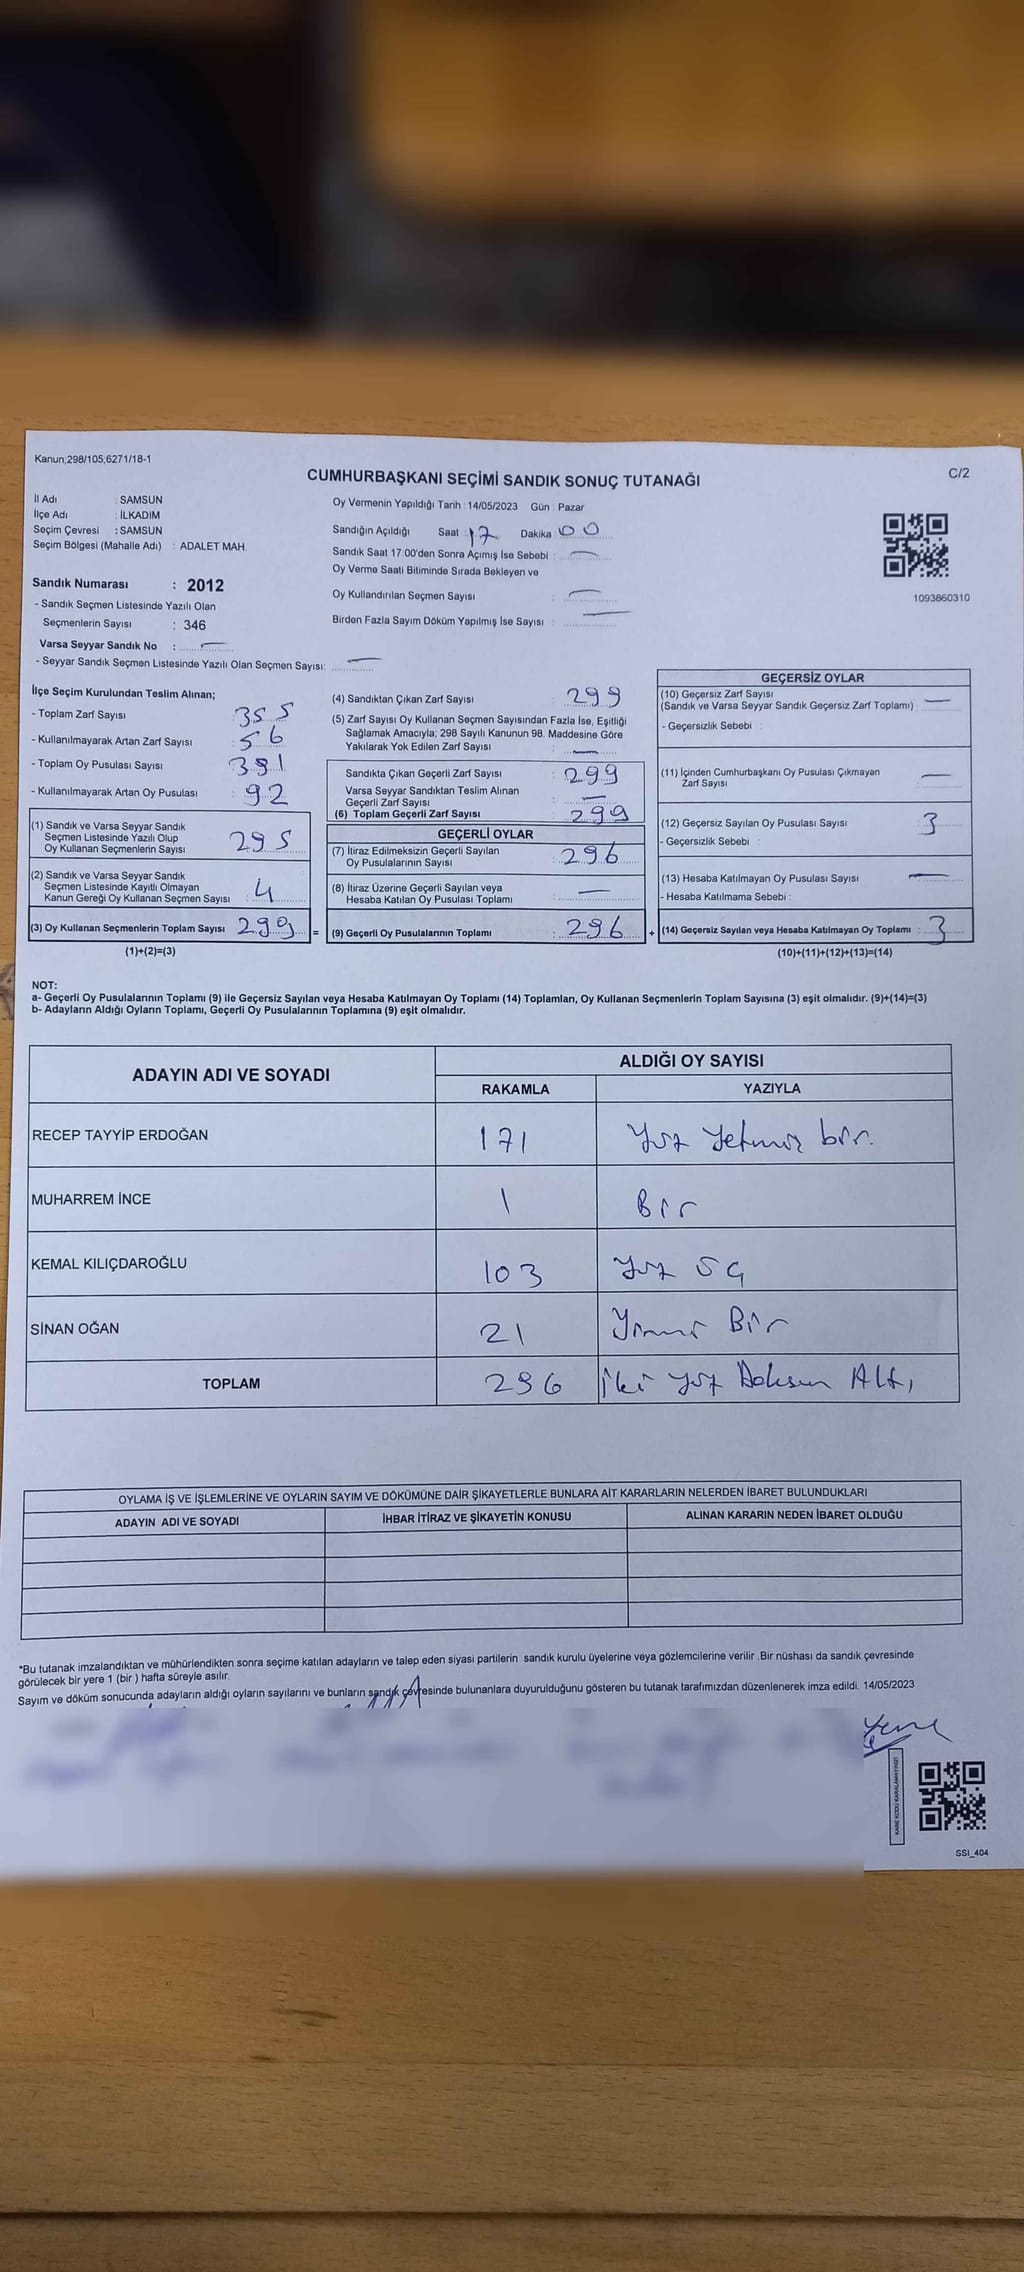 Kanun;298/105;6271/18-1
C/2
CUMHURBAŞKANI SEÇİMİ SANDIK SONUÇ TUTANAĞI
İl Adı : SAMSUN
İlçe Adı : İLKADIM
Seçim Çevresi : SAMSUN
Seçim Bölgesi (Mahalle Adı) : ADALET MAH.
Oy Vermenin Yapıldığı Tarih : 14/05/2023 Gün : Pazar
Sandığın Açıldığı Saat : 17 Dakika : 00
Sandık Saat 17:00'den Sonra Açımış İse Sebebi : —
Oy Verme Saati Bitiminde Sırada Bekleyen ve
Oy Kullandırılan Seçmen Sayısı : —
Birden Fazla Sayım Döküm Yapılmış İse Sayısı : —
1093860310
Sandık Numarası : 2012
- Sandık Seçmen Listesinde Yazılı Olan
Seçmenlerin Sayısı : 346
Varsa Seyyar Sandık No : —
- Seyyar Sandık Seçmen Listesinde Yazılı Olan Seçmen Sayısı: —
İlçe Seçim Kurulundan Teslim Alınan;
- Toplam Zarf Sayısı : 355
- Kullanılmayarak Artan Zarf Sayısı : 56
- Toplam Oy Pusulası Sayısı : 391
- Kullanılmayarak Artan Oy Pusulası : 92
(1) Sandık ve Varsa Seyyar Sandık
Seçmen Listesinde Yazılı Olup
Oy Kullanan Seçmenlerin Sayısı : 295
(2) Sandık ve Varsa Seyyar Sandık
Seçmen Listesinde Kayıtlı Olmayan
Kanun Gereği Oy Kullanan Seçmen Sayısı : 4
(3) Oy Kullanan Seçmenlerin Toplam Sayısı : 299 =
(1)+(2)=(3)
(4) Sandıktan Çıkan Zarf Sayısı : 299
(5) Zarf Sayısı Oy Kullanan Seçmen Sayısından Fazla İse, Eşitliği
Sağlamak Amacıyla, 298 Sayılı Kanunun 98. Maddesine Göre
Yakılarak Yok Edilen Zarf Sayısı : —
Sandıkta Çıkan Geçerli Zarf Sayısı : 299
Varsa Seyyar Sandıktan Teslim Alınan
Geçerli Zarf Sayısı : —
(6) Toplam Geçerli Zarf Sayısı : 299
GEÇERLİ OYLAR
(7) İtiraz Edilmeksizin Geçerli Sayılan
Oy Pusulalarının Sayısı : 296
(8) İtiraz Üzerine Geçerli Sayılan veya
Hesaba Katılan Oy Pusulası Toplamı : —
(9) Geçerli Oy Pusulalarının Toplamı : 296 +
GEÇERSİZ OYLAR
(10) Geçersiz Zarf Sayısı
(Sandık ve Varsa Seyyar Sandık Geçersiz Zarf Toplamı) : —
- Geçersizlik Sebebi :
(11) İçinden Cumhurbaşkanı Oy Pusulası Çıkmayan
Zarf Sayısı : —
(12) Geçersiz Sayılan Oy Pusulası Sayısı : 3
- Geçersizlik Sebebi :
(13) Hesaba Katılmayan Oy Pusulası Sayısı : —
- Hesaba Katılmama Sebebi :
(14) Geçersiz Sayılan veya Hesaba Katılmayan Oy Toplamı : 3
(10)+(11)+(12)+(13)=(14)
NOT:
a- Geçerli Oy Pusulalarının Toplamı (9) ile Geçersiz Sayılan veya Hesaba Katılmayan Oy Toplamı (14) Toplamları, Oy Kullanan Seçmenlerin Toplam Sayısına (3) eşit olmalıdır. (9)+(14)=(3)
b- Adayların Aldığı Oyların Toplamı, Geçerli Oy Pusulalarının Toplamına (9) eşit olmalıdır.
ADAYIN ADI VE SOYADI
ALDIĞI OY SAYISI
RAKAMLA YAZIYLA
RECEP TAYYİP ERDOĞAN 171 Yüz Yetmiş bir.
MUHARREM İNCE 1 Bir
KEMAL KILIÇDAROĞLU 103 Yüz Üç
SİNAN OĞAN 21 Yirmi Bir
TOPLAM 296 İki yüz Doksan Altı
OYLAMA İŞ VE İŞLEMLERİNE VE OYLARIN SAYIM VE DÖKÜMÜNE DAİR ŞİKAYETLERLE BUNLARA AİT KARARLARIN NELERDEN İBARET BULUNDUKLARI
ADAYIN ADI VE SOYADI İHBAR İTİRAZ VE ŞİKAYETİN KONUSU ALINAN KARARIN NEDEN İBARET OLDUĞU
*Bu tutanak imzalandıktan ve mühürlendikten sonra seçime katılan adayların ve talep eden siyasi partilerin sandık kurulu üyelerine veya gözlemcilerine verilir. Bir nüshası da sandık çevresinde
görülecek bir yere 1 (bir ) hafta süreyle asılır.
Sayım ve döküm sonucunda adayların aldığı oyların sayılarını ve bunların sandık çevresinde bulunanlara duyurulduğunu gösteren bu tutanak tarafımızdan düzenlenerek imza edildi. 14/05/2023
KARE KODU KARALAMAYINIZ!
SSI_404